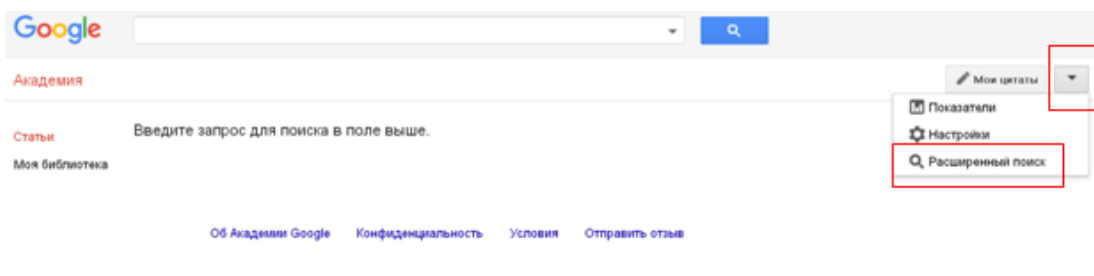 Google
Академия
Мои цитаты
Показатели
Настройки
Расширенный поиск
Статьи
Введите запрос для поиска в поле выше.
Моя библиотека
Об Академии Google Конфиденциальность Условия Отправить отзыв